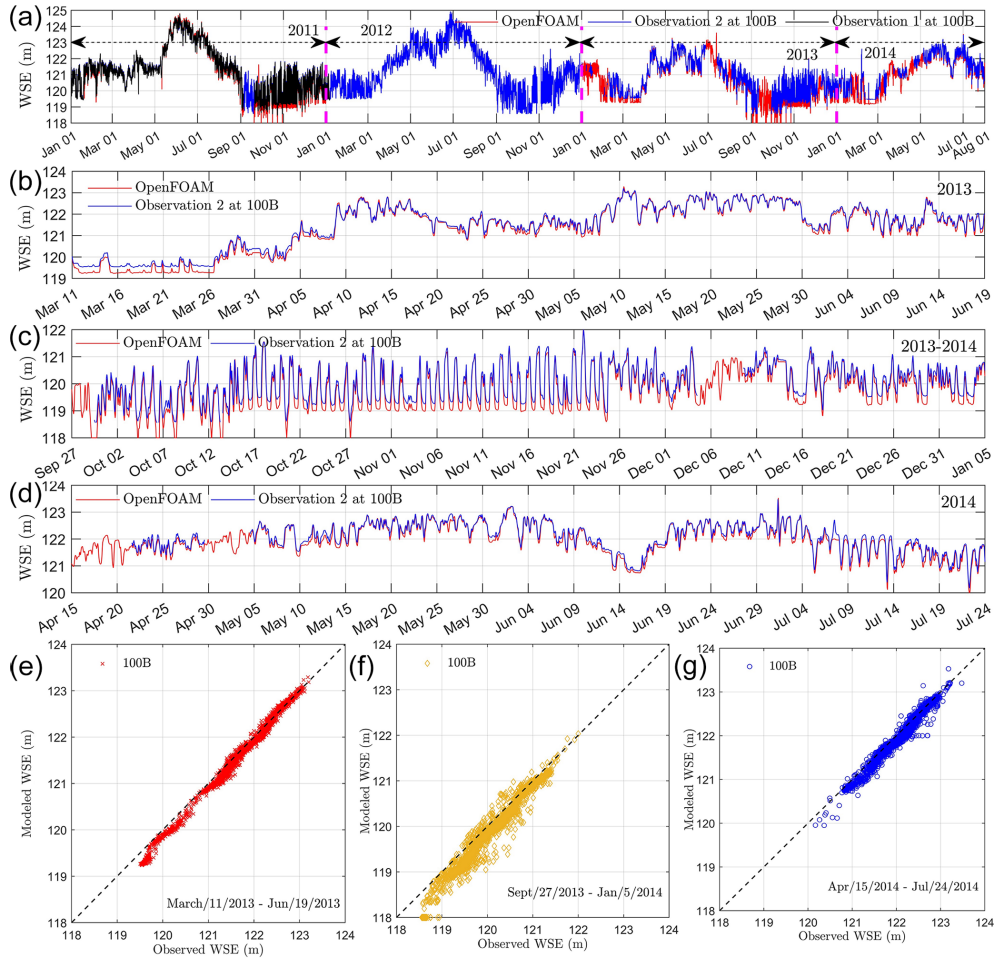 (a)
125
124
123
122
121
120
119
118
WSE (m)
OpenFOAM
Observation 2 at 100B
Observation 1 at 100B
2011
2012
2013
2014
Jan 01
Mar 01
May 01
Jul 01
Sep 01
Nov 01
Jan 01
Mar 01
May 01
Jul 01
Sep 01
Nov 01
Jan 01
Mar 01
May 01
Jul 01
Sep 01
Nov 01
Jan 01
Mar 01
May 01
Jul 01
Aug 01
(b)
124
123
122
121
120
119
WSE (m)
OpenFOAM
Observation 2 at 100B
2013
Mar 11
Mar 16
Mar 21
Mar 26
Mar 31
Apr 05
Apr 10
Apr 15
Apr 20
Apr 25
Apr 30
May 05
May 10
May 15
May 20
May 25
May 30
Jun 04
Jun 09
Jun 14
Jun 19
(c)
122
121
120
119
118
WSE (m)
OpenFOAM
Observation 2 at 100B
2013-2014
Sep 27
Oct 02
Oct 07
Oct 12
Oct 17
Oct 22
Oct 27
Nov 01
Nov 06
Nov 11
Nov 16
Nov 21
Nov 26
Dec 01
Dec 06
Dec 11
Dec 16
Dec 21
Dec 26
Dec 31
Jan 05
(d)
124
123
122
121
120
WSE (m)
OpenFOAM
Observation 2 at 100B
2014
Apr 15
Apr 20
Apr 25
Apr 30
May 05
May 10
May 15
May 20
May 25
May 30
Jun 04
Jun 09
Jun 14
Jun 19
Jun 24
Jun 29
Jul 04
Jul 09
Jul 14
Jul 19
Jul 24
(e)
124
123
122
121
120
119
118
Modeled WSE (m)
100B
March/11/2013 - Jun/19/2013
118
119
120
121
122
123
124
Observed WSE (m)
(f)
124
123
122
121
120
119
118
Modeled WSE (m)
100B
Sept/27/2013 - Jan/5/2014
118
119
120
121
122
123
124
Observed WSE (m)
(g)
124
123
122
121
120
119
118
Modeled WSE (m)
100B
Apr/15/2014 - Jul/24/2014
118
119
120
121
122
123
124
Observed WSE (m)